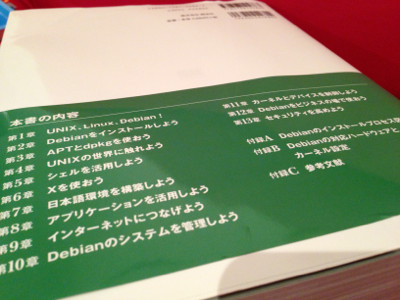 本書の内容
第1章 UNIX、Linux、Debian！
第2章 Debianをインストールしよう
第3章 APTとdpkgを使おう
第4章 UNIXの世界に触れよう
第5章 シェルを活用しよう
第6章 Xを使おう
第7章 日本語環境を構築しよう
第8章 アプリケーションを活用しよう
第9章 インターネットにつなげよう
第10章 Debianのシステムを管理しよう
第11章 カーネルとデバイスを制御しよう
第12章 Debianをビジネスの場で使おう
第13章 セキュリティを高めよう
付録A Debianのインストールプロセス
付録B Debianの対応ハードウェアと
カーネル設定
付録C 参考文献